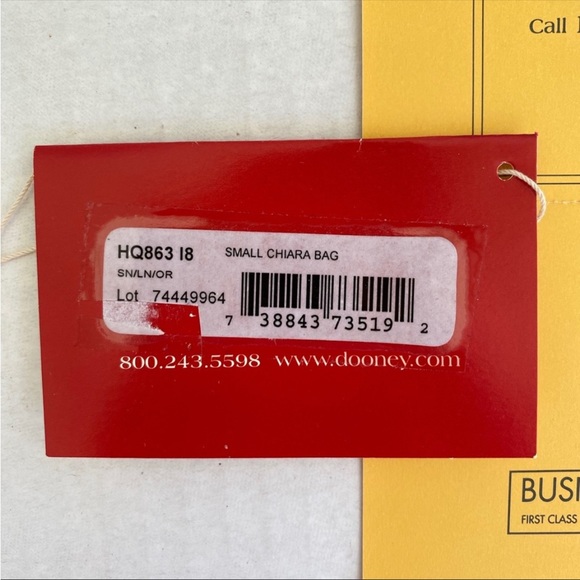 Call
HQ863 I8 SMALL CHIARA BAG
SN/LN/OR
Lot 74449964
7 38843 73519 2
800.243.5598 www.dooney.com
FIRST CLASS